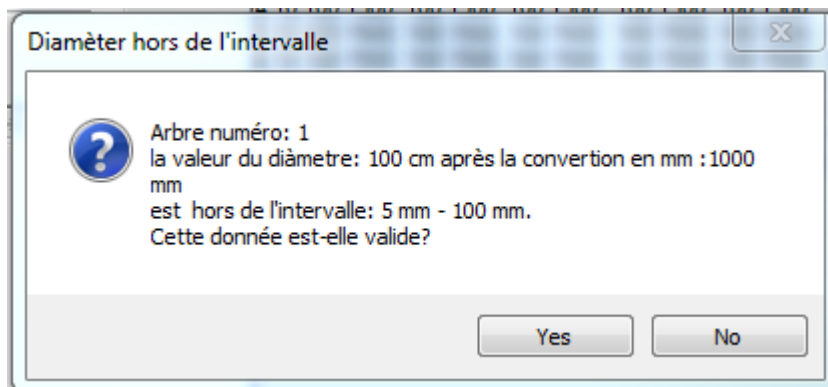 Diamèter hors de l'intervalle
Arbre numéro: 1
la valeur du diàmetre: 100 cm après la convertion en mm :1000
mm
est  hors de l'intervalle: 5 mm - 100 mm.
Cette donnée est-elle valide?
Yes
No